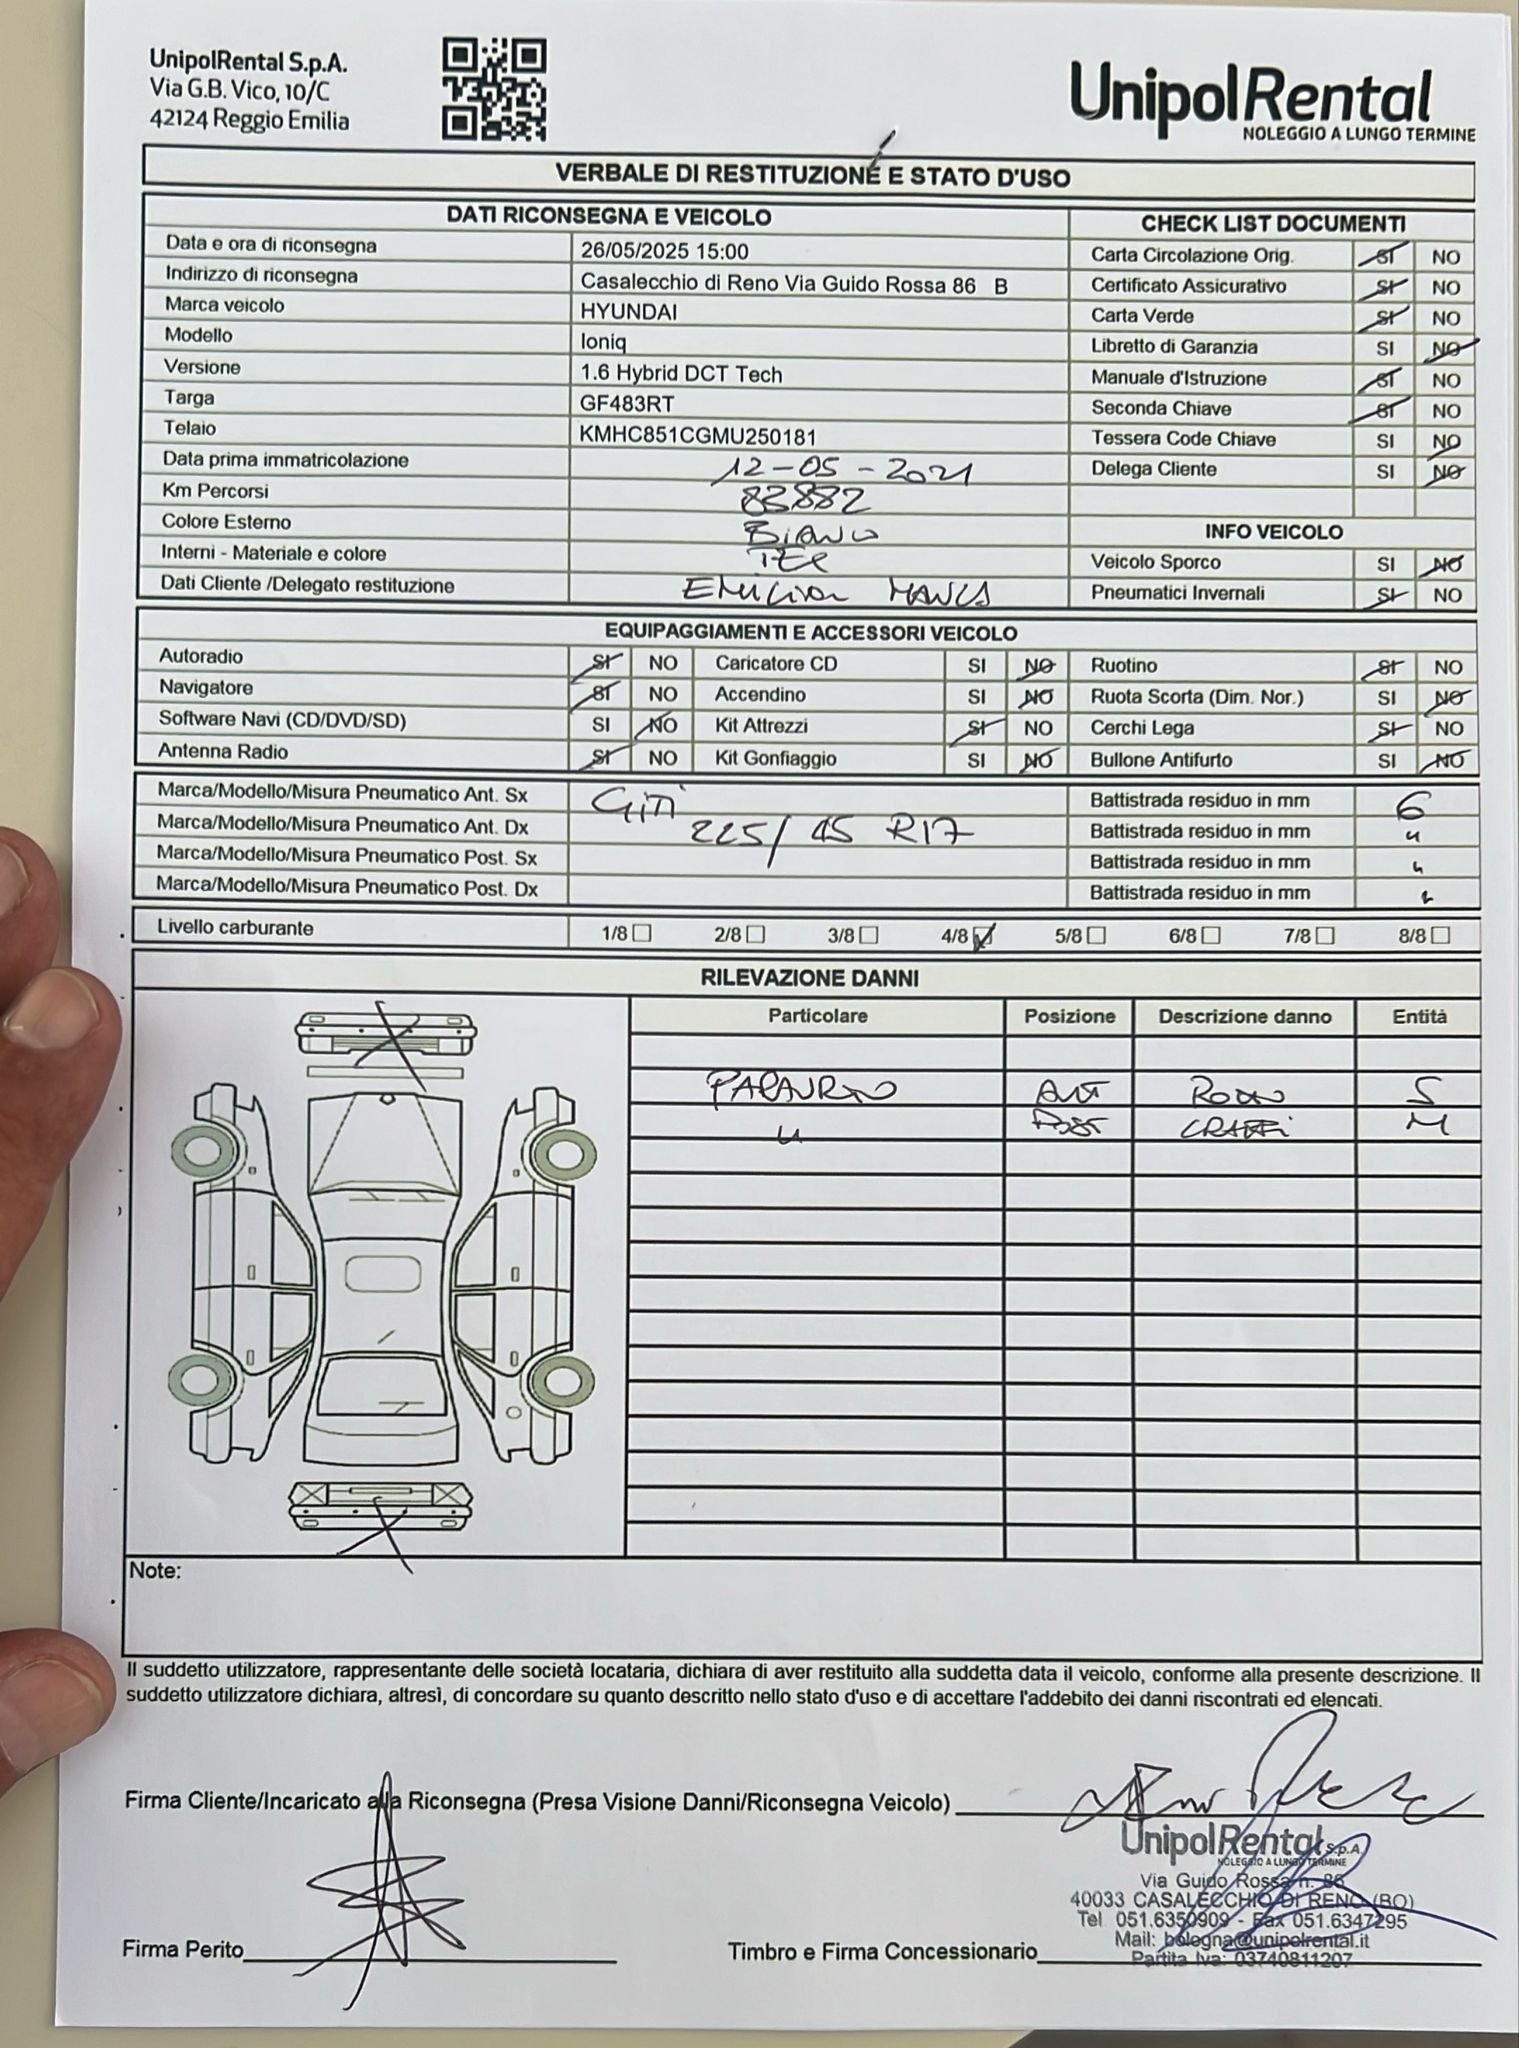 UnipolRental S.p.A.
Via G.B. Vico, 10/C
42124 Reggio Emilia
UnipolRental
NOLEGGIO A LUNGO TERMINE
VERBALE DI RESTITUZIONE E STATO D'USO
DATI RICONSEGNA E VEICOLO
CHECK LIST DOCUMENTI
Data e ora di riconsegna 26/05/2025 15:00 Carta Circolazione Orig. SI NO
Indirizzo di riconsegna Casalecchio di Reno Via Guido Rossa 86 B Certificato Assicurativo SI NO
Marca veicolo HYUNDAI Carta Verde SI NO
Modello Ioniq Libretto di Garanzia SI NO
Versione 1.6 Hybrid DCT Tech Manuale d'Istruzione SI NO
Targa GF483RT Seconda Chiave SI NO
Telaio KMHC851CGMU250181 Tessera Code Chiave SI NO
Data prima immatricolazione 12-05-2021 Delega Cliente SI NO
Km Percorsi 83882
Colore Esterno Bianco INFO VEICOLO
Interni - Materiale e colore Veicolo Sporco SI NO
Dati Cliente /Delegato restituzione Pneumatici Invernali SI NO
EQUIPAGGIAMENTI E ACCESSORI VEICOLO
Autoradio SI NO Caricatore CD SI NO Ruotino SI NO
Navigatore SI NO Accendino SI NO Ruota Scorta (Dim. Nor.) SI NO
Software Navi (CD/DVD/SD) SI NO Kit Attrezzi SI NO Cerchi Lega SI NO
Antenna Radio SI NO Kit Gonfiaggio SI NO Bullone Antifurto SI NO
Marca/Modello/Misura Pneumatico Ant. Sx GiTi Battistrada residuo in mm 6
Marca/Modello/Misura Pneumatico Ant. Dx 225/45 R17 Battistrada residuo in mm "
Marca/Modello/Misura Pneumatico Post. Sx Battistrada residuo in mm "
Marca/Modello/Misura Pneumatico Post. Dx Battistrada residuo in mm "
Livello carburante 1/8 2/8 3/8 4/8 5/8 6/8 7/8 8/8
RILEVAZIONE DANNI
Particolare Posizione Descrizione danno Entità
PARAURTO ANT ROTTO S
" POST GRAFFI M
Note:
Il suddetto utilizzatore, rappresentante delle società locataria, dichiara di aver restituito alla suddetta data il veicolo, conforme alla presente descrizione. Il
suddetto utilizzatore dichiara, altresì, di concordare su quanto descritto nello stato d'uso e di accettare l'addebito dei danni riscontrati ed elencati.
Firma Cliente/Incaricato alla Riconsegna (Presa Visione Danni/Riconsegna Veicolo)
UnipolRental S.p.A.
NOLEGGIO A LUNGO TERMINE
Via Guido Rossa n. 86
40033 CASALECCHIO DI RENO (BO)
Tel. 051.6350909 - Fax 051.6347295
Mail: bologna@unipolrental.it
Partita Iva: 03740811207
Firma Perito
Timbro e Firma Concessionario